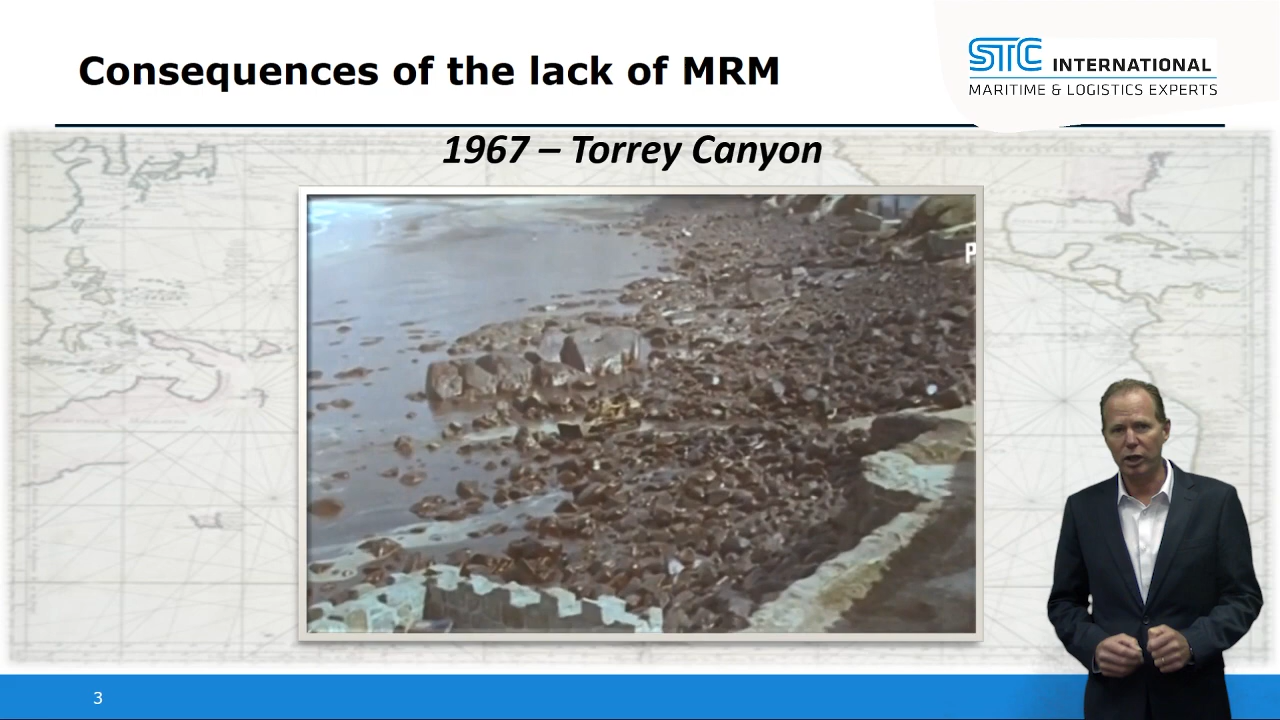 Consequences of the lack of MRM
STC INTERNATIONAL
MARITIME & LOGISTICS EXPERTS
1967 – Torrey Canyon
P
3